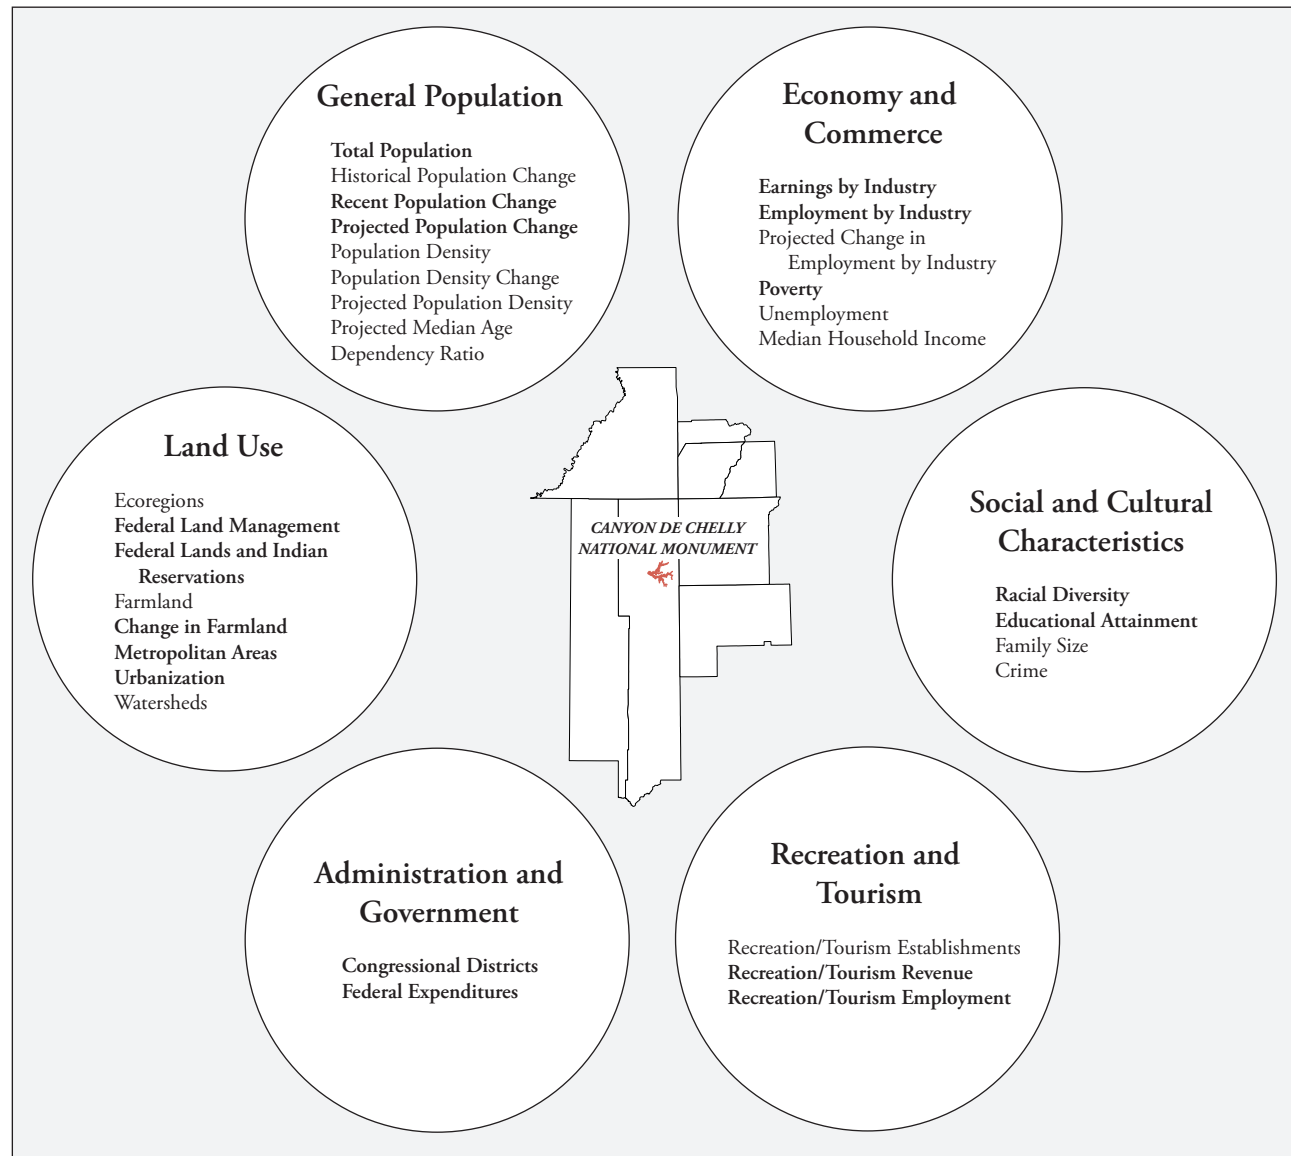 General Population
Total Population
Historical Population Change
Recent Population Change
Projected Population Change
Population Density
Population Density Change
Projected Population Density
Projected Median Age
Dependency Ratio
Economy and
Commerce
Earnings by Industry
Employment by Industry
Projected Change in
Employment by Industry
Poverty
Unemployment
Median Household Income
Land Use
Ecoregions
Federal Land Management
Federal Lands and Indian
Reservations
Farmland
Change in Farmland
Metropolitan Areas
Urbanization
Watersheds
CANYON DE CHELLY
NATIONAL MONUMENT
Social and Cultural
Characteristics
Racial Diversity
Educational Attainment
Family Size
Crime
Administration and
Government
Congressional Districts
Federal Expenditures
Recreation and
Tourism
Recreation/Tourism Establishments
Recreation/Tourism Revenue
Recreation/Tourism Employment